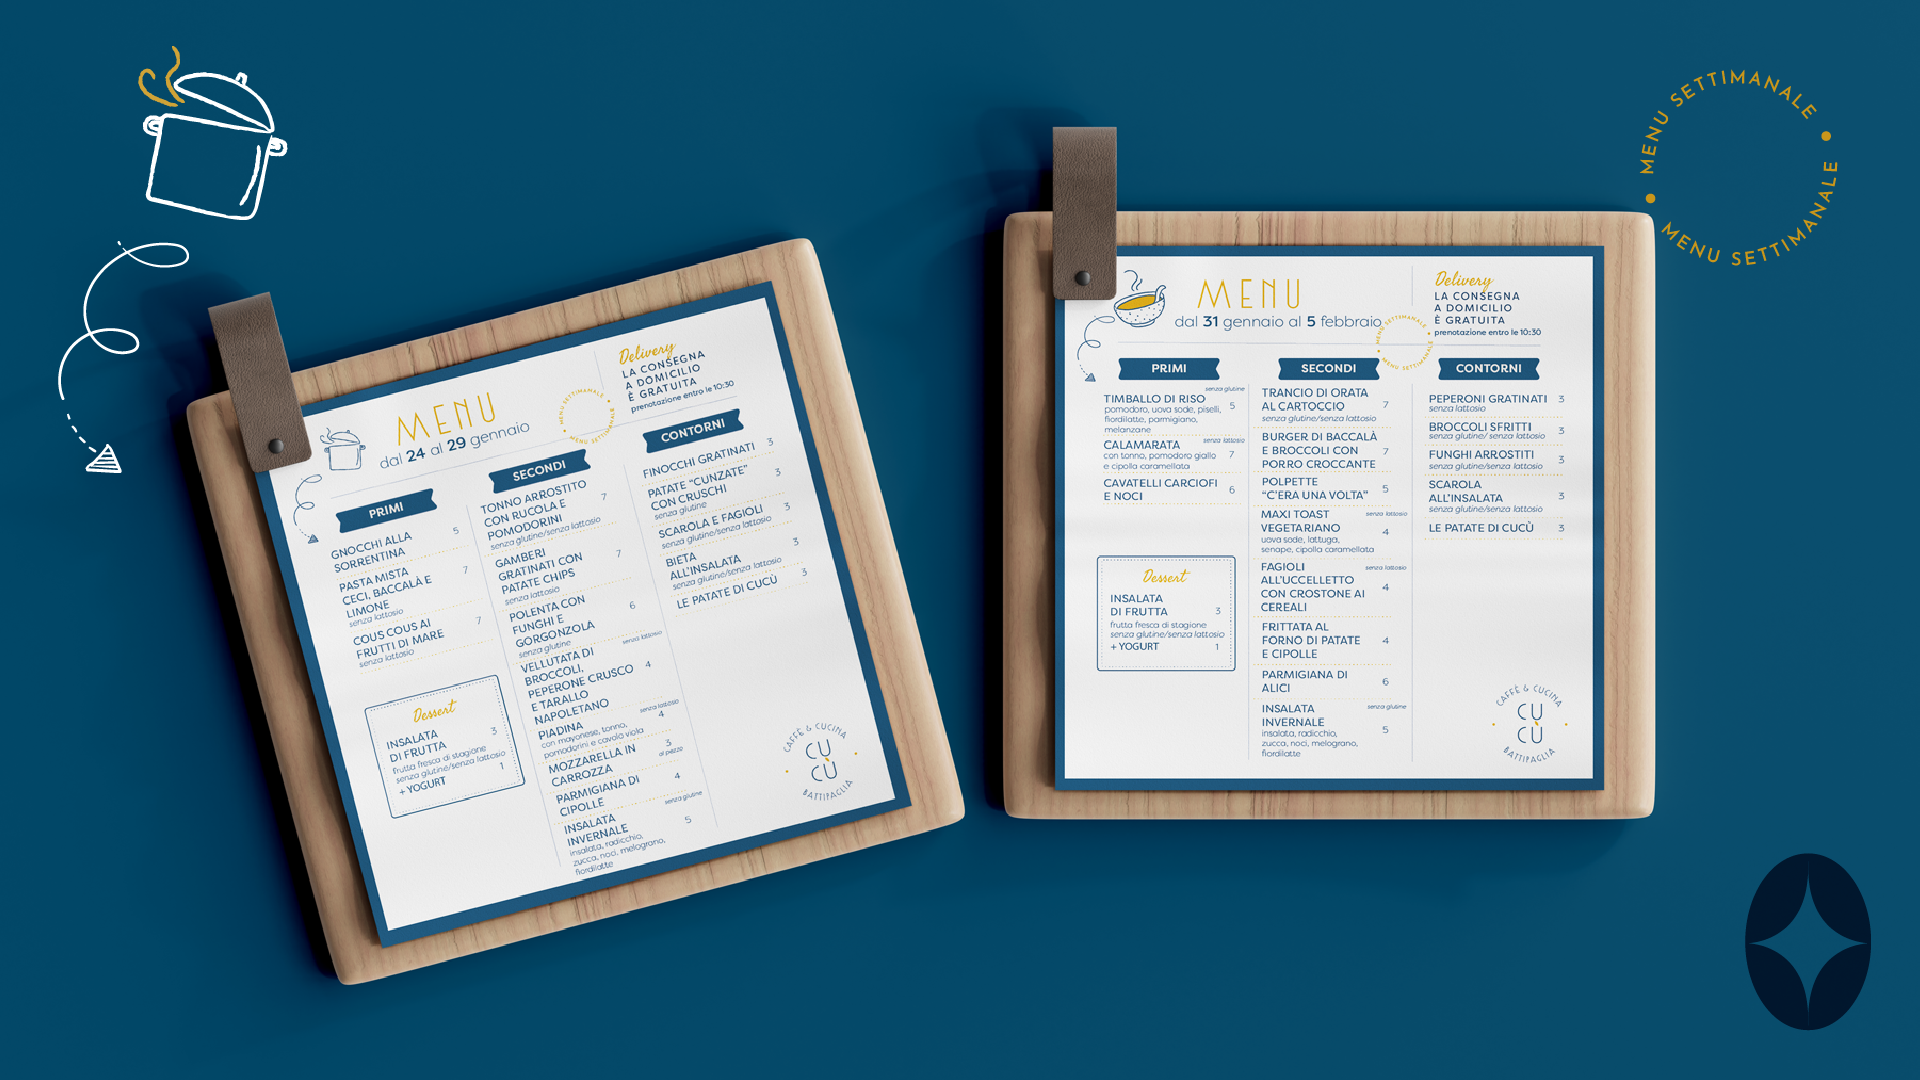 MENU SETTIMANALE • MENU SETTIMANALE •
MENU
dal 24 al 29 gennaio
MENU SETTIMANALE • MENU SETTIMANALE •
Delivery
LA CONSEGNA
A DOMICILIO
È GRATUITA
prenotazione entro le 10:30
PRIMI
GNOCCHI ALLA 5
SORRENTINA
PASTA MISTA 7
CECI, BACCALÀ E
LIMONE
senza lattosio
COUS COUS AI 7
FRUTTI DI MARE
senza lattosio
Dessert
INSALATA
DI FRUTTA 3
frutta fresca di stagione
senza glutine/senza lattosio
+ YOGURT 1
SECONDI
TONNO ARROSTITO
CON RUCOLA E 7
POMODORINI
senza glutine/senza lattosio
GAMBERI
GRATINATI CON 7
PATATE CHIPS
senza lattosio
POLENTA CON
FUNGHI E 6
GORGONZOLA
senza glutine
senza lattosio
VELLUTATA DI
BROCCOLI, 4
PEPERONE CRUSCO
E TARALLO
NAPOLETANO
senza lattosio
PIADINA 4
con mayonese, tonno,
pomodorini e cavolo viola
MOZZARELLA IN 3
CARROZZA al pezzo
PARMIGIANA DI 4
CIPOLLE
senza glutine
INSALATA
INVERNALE 5
insalata, radicchio,
zucca, noci, melograno,
fiordilatte
CONTORNI
FINOCCHI GRATINATI 3
PATATE "CUNZATE" 3
CON CRUSCHI
senza glutine
SCAROLA E FAGIOLI 3
senza glutine/senza lattosio
BIETA 3
ALL'INSALATA
senza glutine/senza lattosio
LE PATATE DI CUCÙ 3
CAFFÈ & CUCINA
CU
CÙ
BATTIPAGLIA
MENU
dal 31 gennaio al 5 febbraio
MENU SETTIMANALE • MENU SETTIMANALE •
Delivery
LA CONSEGNA
A DOMICILIO
È GRATUITA
prenotazione entro le 10:30
PRIMI
senza glutine
TIMBALLO DI RISO 5
pomodoro, uova sode, piselli,
fiordilatte, parmigiano,
melanzane
CALAMARATA senza lattosio
con tonno, pomodoro giallo 7
e cipolla caramellata
CAVATELLI CARCIOFI 6
E NOCI
Dessert
INSALATA
DI FRUTTA 3
frutta fresca di stagione
senza glutine/senza lattosio
+ YOGURT 1
SECONDI
TRANCIO DI ORATA
AL CARTOCCIO 7
senza glutine/senza lattosio
BURGER DI BACCALÀ
E BROCCOLI CON 7
PORRO CROCCANTE
POLPETTE 5
"C'ERA UNA VOLTA"
MAXI TOAST senza lattosio
VEGETARIANO 4
uova sode, lattuga,
senape, cipolla caramellata
FAGIOLI senza lattosio
ALL'UCCELLETTO 4
CON CROSTONE AI
CEREALI
FRITTATA AL
FORNO DI PATATE 4
E CIPOLLE
PARMIGIANA DI 6
ALICI
INSALATA senza glutine
INVERNALE
insalata, radicchio, 5
zucca, noci, melograno,
fiordilatte
CONTORNI
PEPERONI GRATINATI 3
senza lattosio
BROCCOLI SFRITTI 3
senza glutine/ senza lattosio
FUNGHI ARROSTITI 3
senza glutine/senza lattosio
SCAROLA
ALL'INSALATA 3
senza glutine/senza lattosio
LE PATATE DI CUCÙ 3
CAFFÈ & CUCINA
CU
CÙ
BATTIPAGLIA